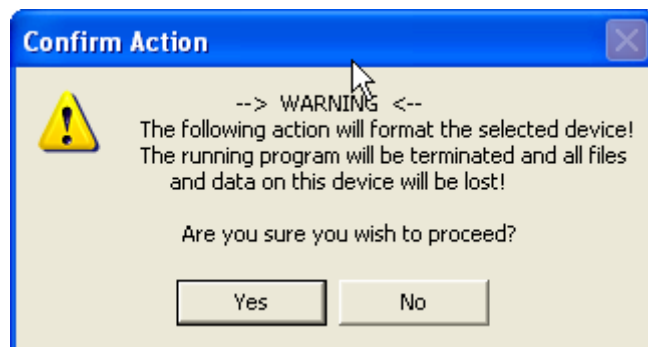 Confirm Action
--> WARNING <--
The following action will format the selected device!
The running program will be terminated and all files
and data on this device will be lost!
Are you sure you wish to proceed?
Yes No